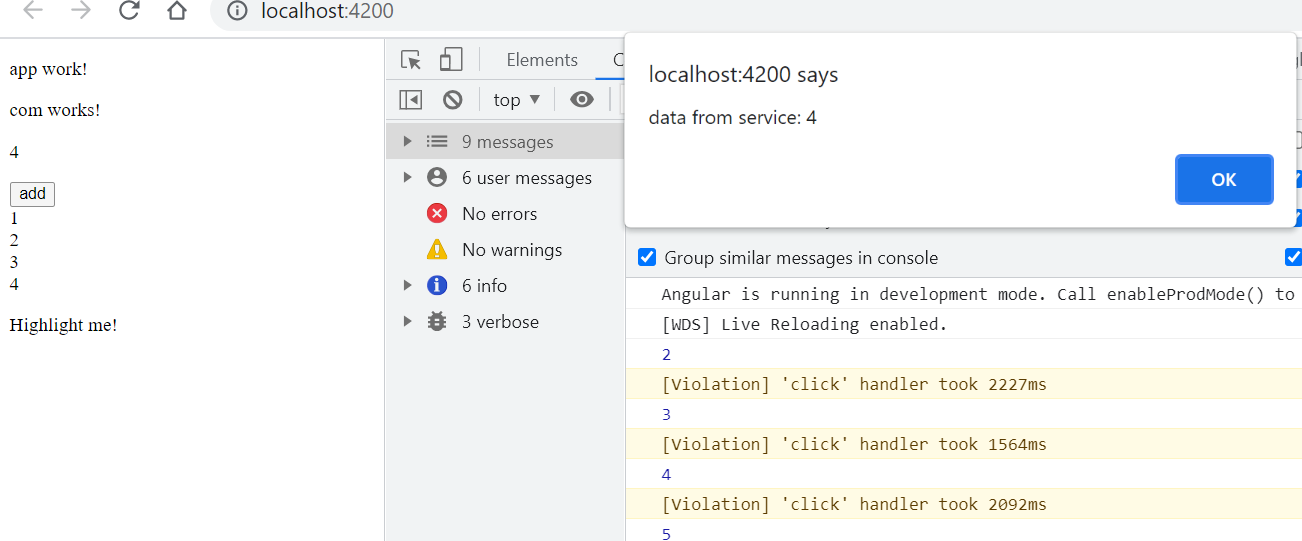 localhost:4200
app work!
com works!
4
add
1
2
3
4
Highlight me!
Elements
top
9 messages
6 user messages
No errors
No warnings
6 info
3 verbose
localhost:4200 says
data from service: 4
OK
Group similar messages in console
Angular is running in development mode. Call enableProdMode() to
[WDS] Live Reloading enabled.
2
[Violation] 'click' handler took 2227ms
3
[Violation] 'click' handler took 1564ms
4
[Violation] 'click' handler took 2092ms
5